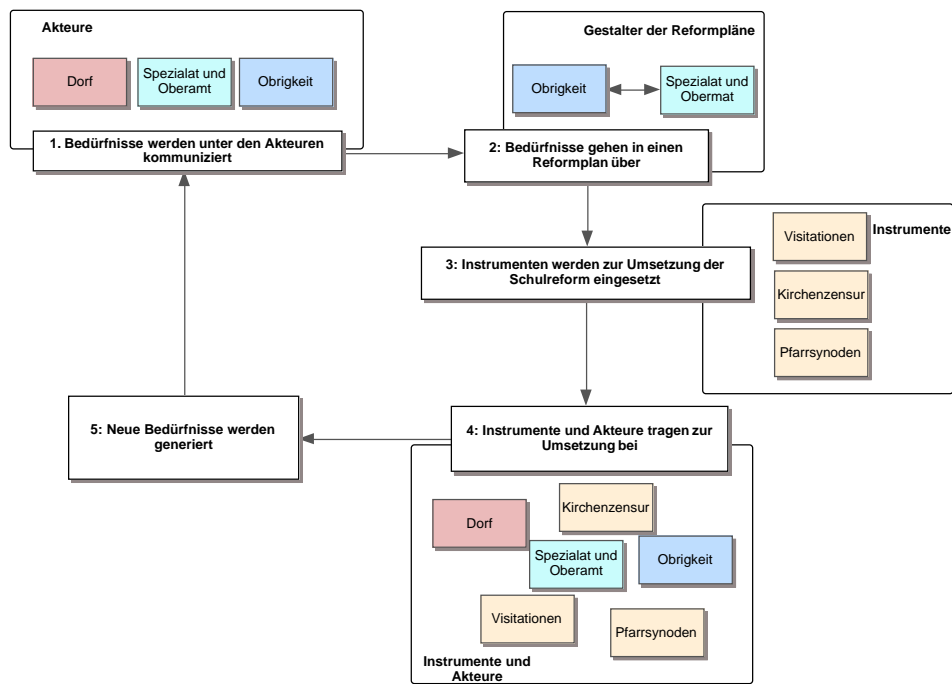 Akteure
Dorf
Spezialat und
Oberamt
Obrigkeit
1. Bedürfnisse werden unter den Akteuren
kommuniziert
Gestalter der Reformpläne
Obrigkeit
Spezialat und
Obermat
2: Bedürfnisse gehen in einen
Reformplan über
Instrumente
Visitationen
Kirchenzensur
Pfarrsynoden
3: Instrumenten werden zur Umsetzung der
Schulreform eingesetzt
4: Instrumente und Akteure tragen zur
Umsetzung bei
Dorf
Kirchenzensur
Spezialat und
Oberamt
Obrigkeit
Visitationen
Pfarrsynoden
Instrumente und
Akteure
5: Neue Bedürfnisse werden
generiert